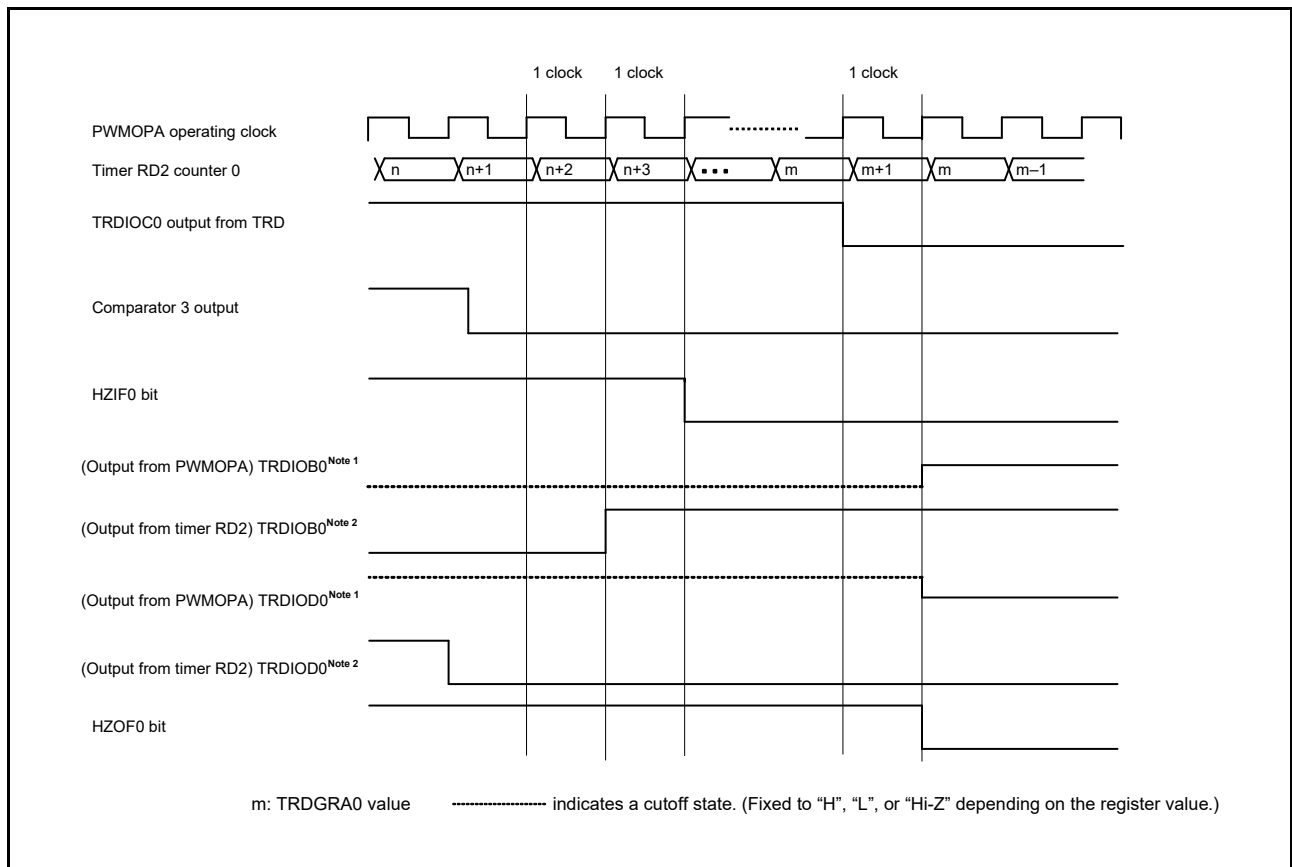 1 clock 1 clock 1 clock
PWMOPA operating clock
Timer RD2 counter 0 n n+1 n+2 n+3 ••• m m+1 m m–1
TRDIOC0 output from TRD
Comparator 3 output
HZIF0 bit
(Output from PWMOPA) TRDIOB0Note 1
(Output from timer RD2) TRDIOB0Note 2
(Output from PWMOPA) TRDIOD0Note 1
(Output from timer RD2) TRDIOD0Note 2
HZOF0 bit
m: TRDGRA0 value indicates a cutoff state. (Fixed to “H”, “L”, or “Hi-Z” depending on the register value.)